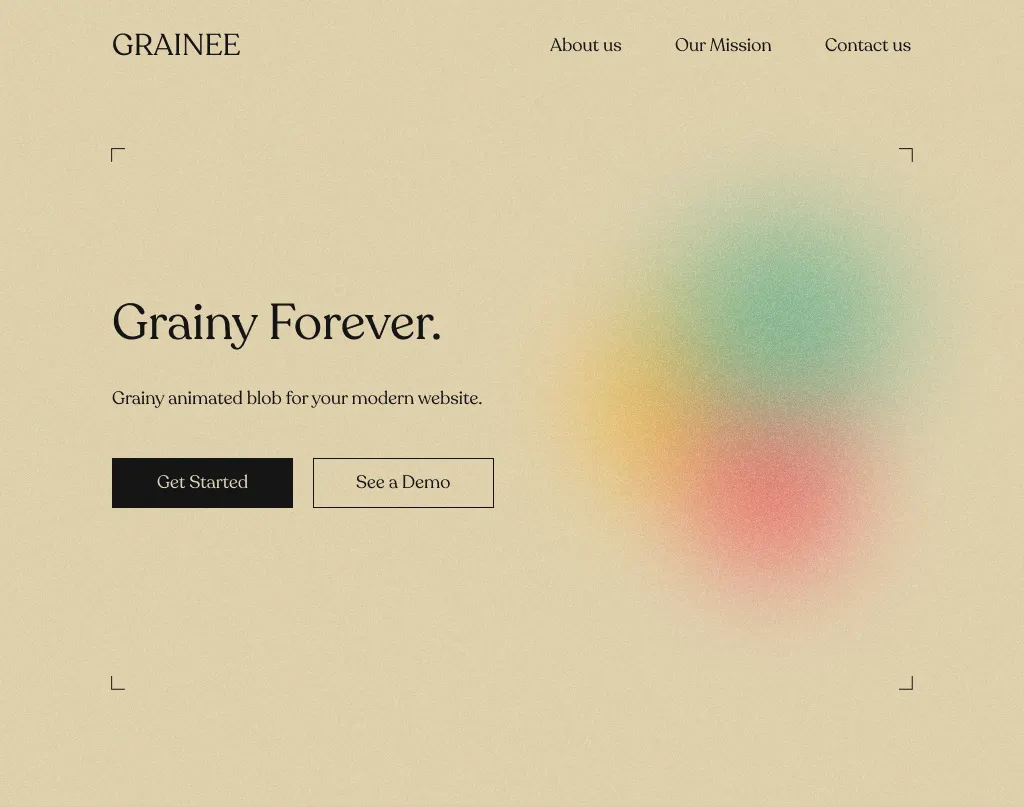 GRAINEE
About us
Our Mission
Contact us
Grainy Forever.
Grainy animated blob for your modern website.
Get Started
See a Demo